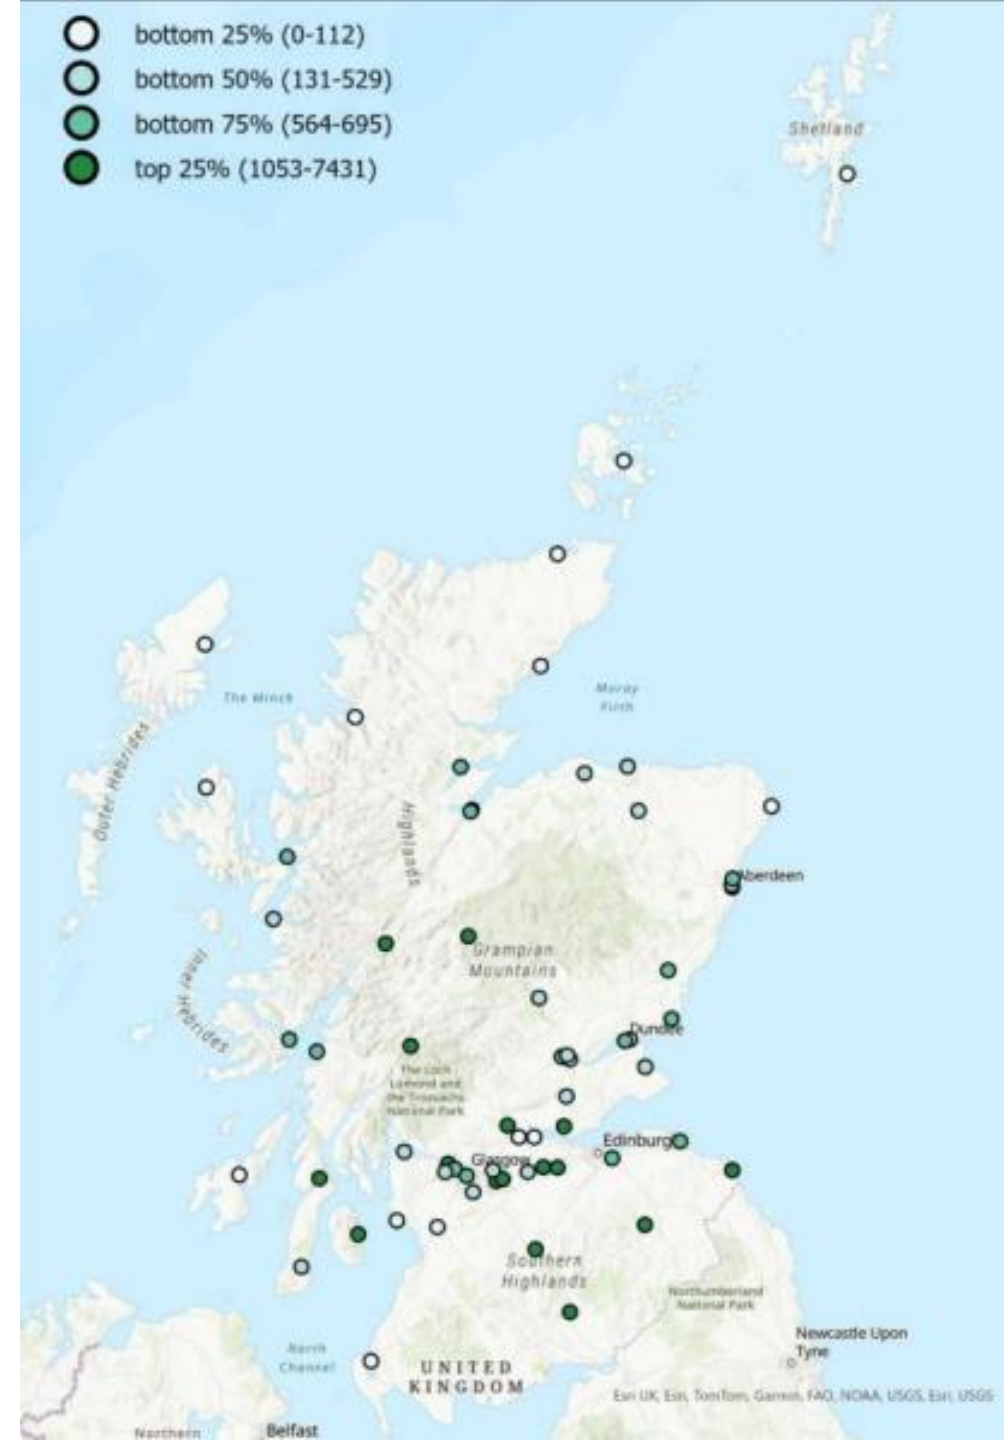 bottom 25% (0-112)
bottom 50% (131-529)
bottom 75% (564-695)
top 25% (1053-7431)
Shetland
Moray
Firth
The Minch
Outer Hebrides
Highlands
Aberdeen
Grampian
Mountains
Inner Hebrides
Dundee
The Loch
Lomond and
the Trossachs
National Park
Edinburg
Glasgow
Southern
Highlands
Northumberland
National Park
Newcastle Upon
Tyne
North
Channel
UNITED
KINGDOM
Esri UK, Esri, TomTom, Garmin, FAO, NOAA, USGS, Esri, USGS
Belfast
Northern